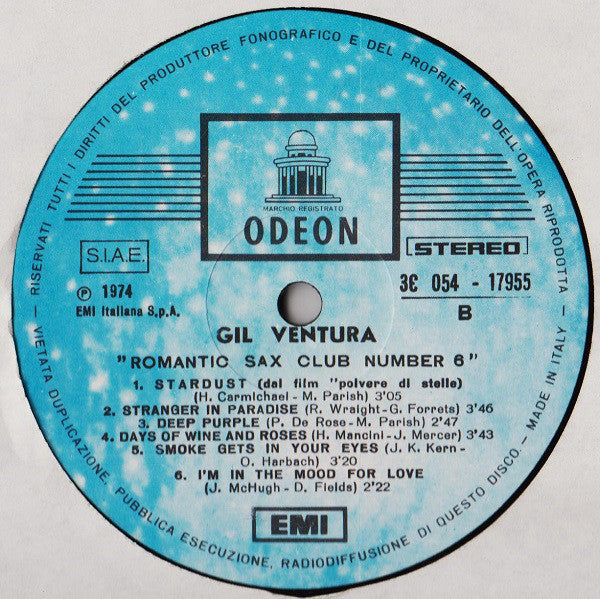 RISERVATI TUTTI I DIRITTI DEL PRODUTTORE FONOGRAFICO E DEL PROPRIETARIO DELL'OPERA RIPRODOTTA
MARCHIO REGISTRATO
ODEON
S.I.A.E.
STEREO
℗ 1974
EMI Italiana S.p.A.
3C 054 - 17955
B
GIL VENTURA
"ROMANTIC SAX CLUB NUMBER 6"
1. STARDUST (dal film "polvere di stelle)
(H. Carmichael - M. Parish) 3'05
2. STRANGER IN PARADISE (R. Wraight-G. Forrets) 3'46
3. DEEP PURPLE (P. De Rose-M. Parish) 2'47
4. DAYS OF WINE AND ROSES (H. Mancini-J. Mercer) 3'43
5. SMOKE GETS IN YOUR EYES (J. K. Kern-
O. Harbach) 3'20
6. I'M IN THE MOOD FOR LOVE
(J. McHugh-D. Fields) 2'22
EMI
VIETATA DUPLICAZIONE, PUBBLICA ESECUZIONE, RADIODIFFUSIONE DI QUESTO DISCO - MADE IN ITALY -